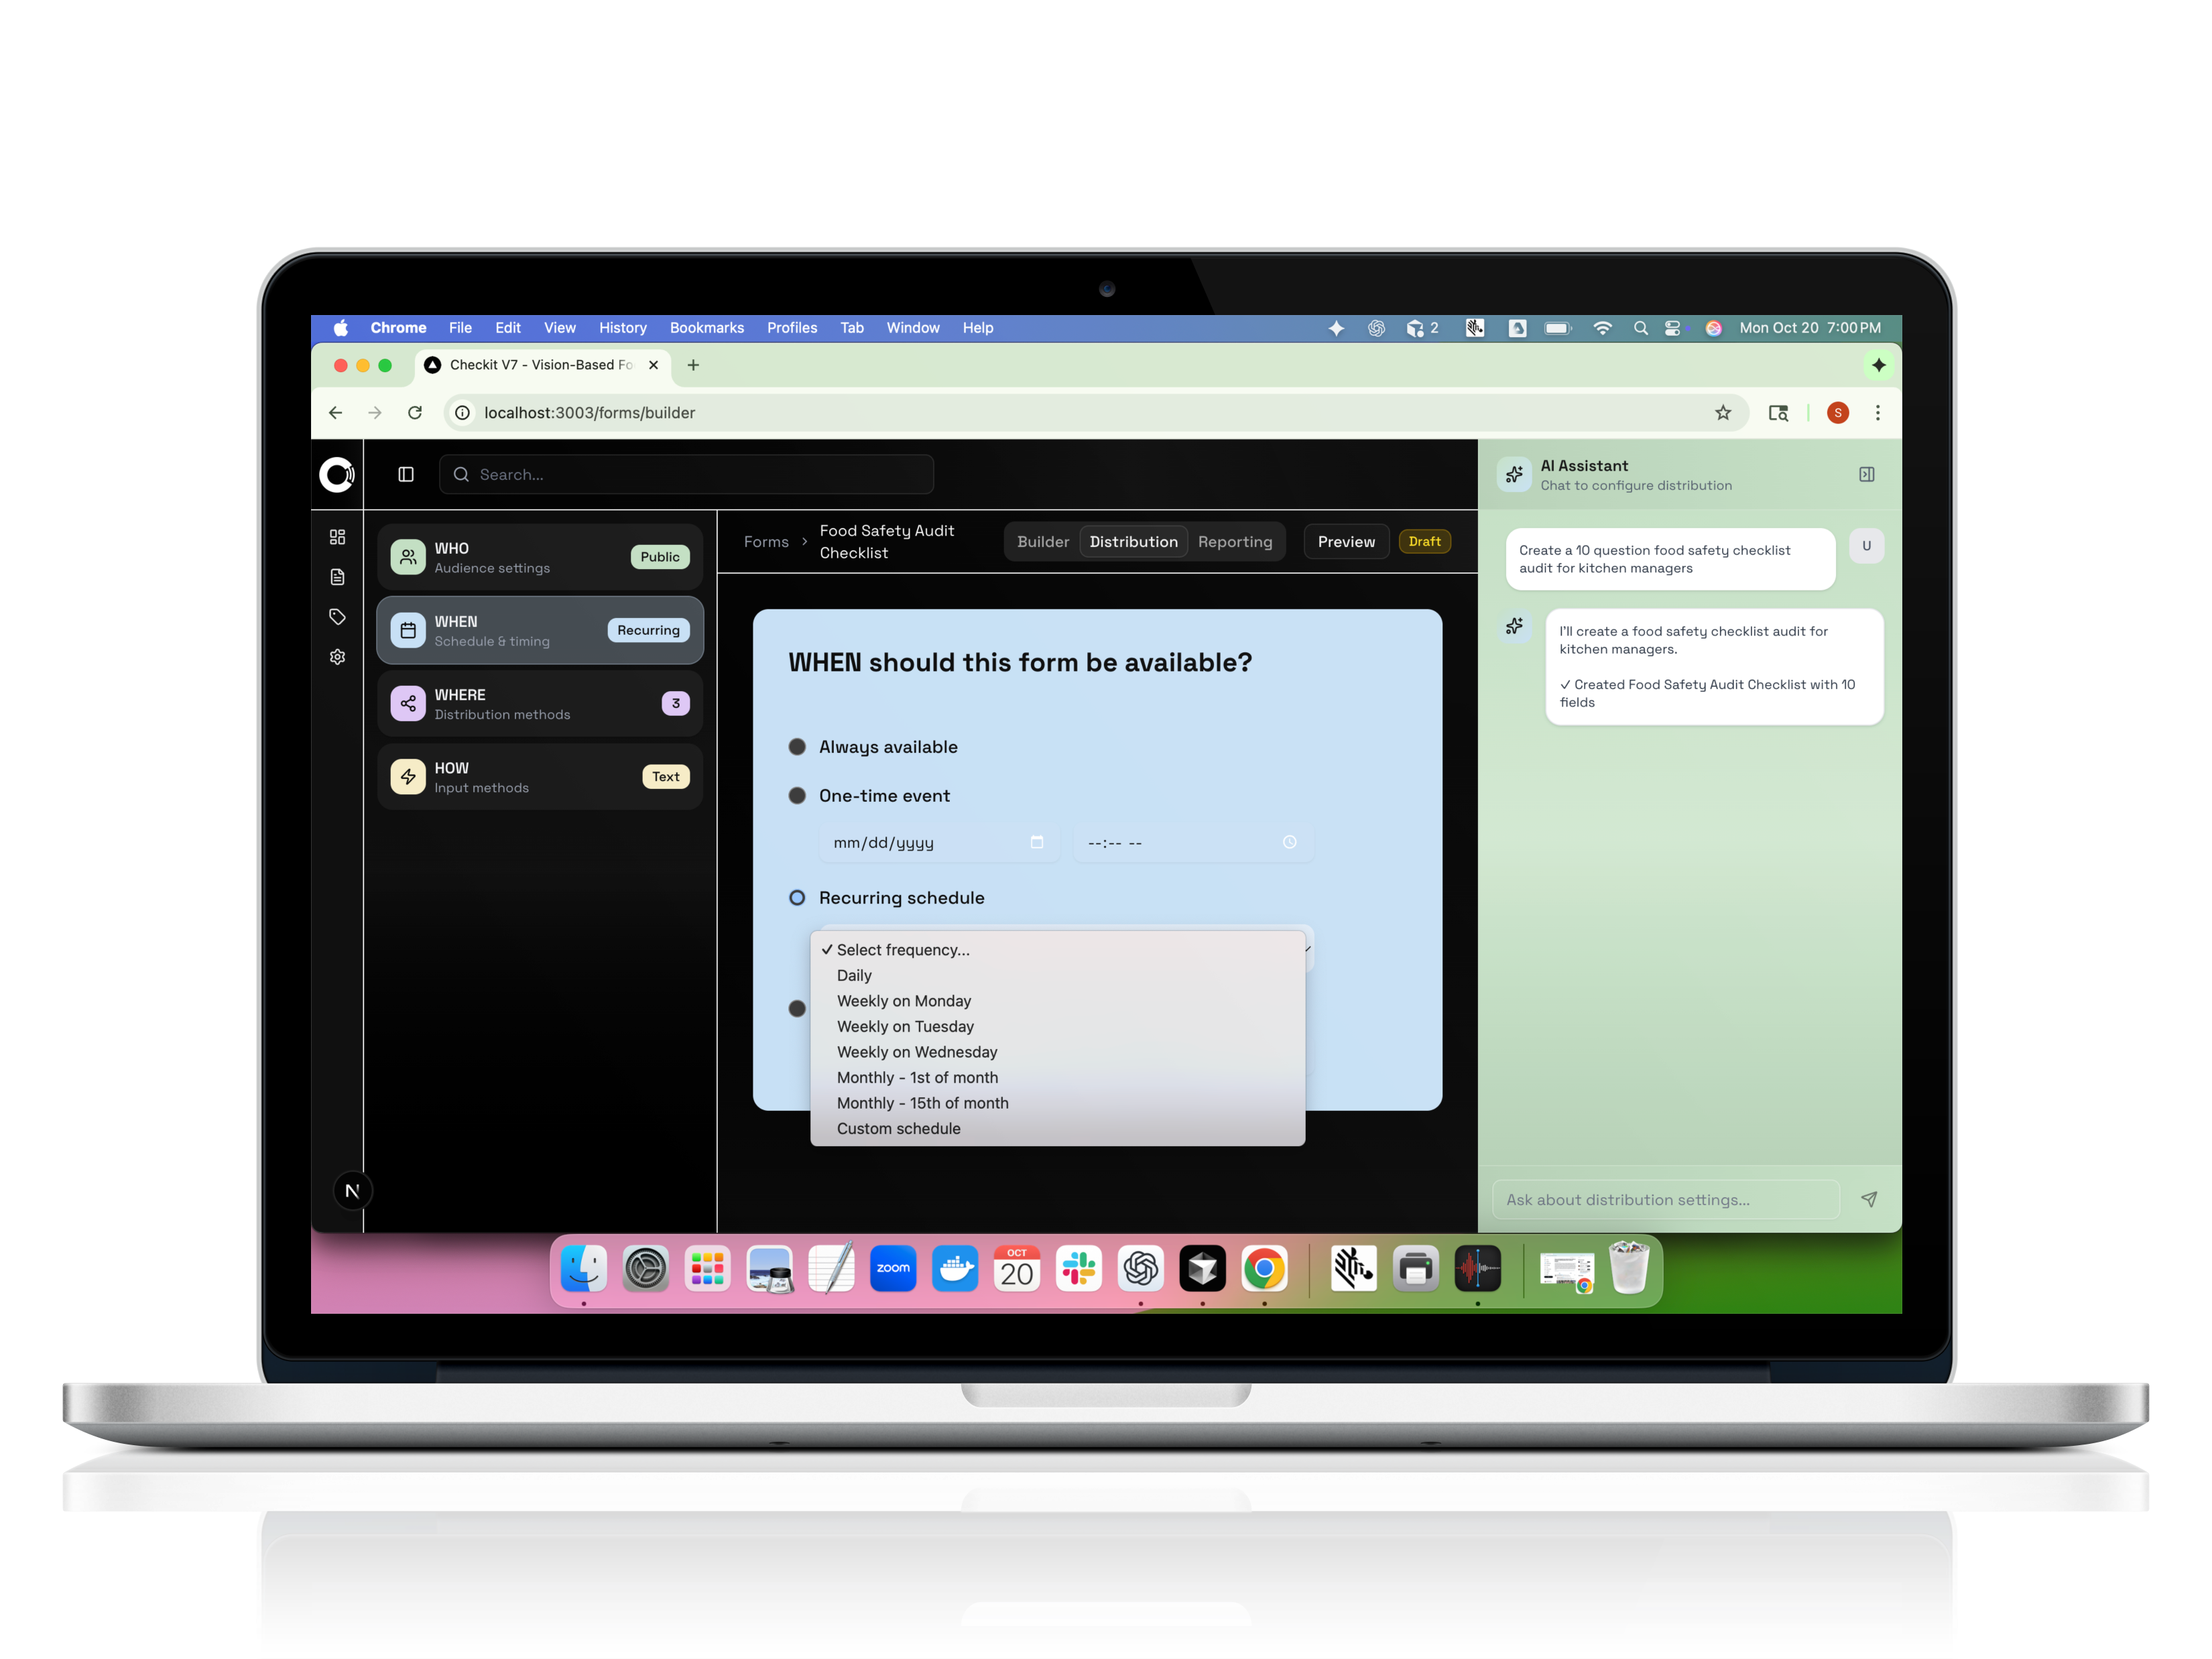 Chrome File Edit View History Bookmarks Profiles Tab Window Help
2
Mon Oct 20 7:00 PM
Checkit V7 - Vision-Based Fo
localhost:3003/forms/builder
S
Search...
WHO
Audience settings
Public
WHEN
Schedule & timing
Recurring
WHERE
Distribution methods
3
HOW
Input methods
Text
N
Forms
Food Safety Audit
Checklist
Builder Distribution Reporting
Preview
Draft
WHEN should this form be available?
Always available
One-time event
mm/dd/yyyy
--:-- --
Recurring schedule
✓ Select frequency...
Daily
Weekly on Monday
Weekly on Tuesday
Weekly on Wednesday
Monthly - 1st of month
Monthly - 15th of month
Custom schedule
AI Assistant
Chat to configure distribution
Create a 10 question food safety checklist
audit for kitchen managers
U
I'll create a food safety checklist audit for
kitchen managers.
✓ Created Food Safety Audit Checklist with 10
fields
Ask about distribution settings...
zoom
OCT
20